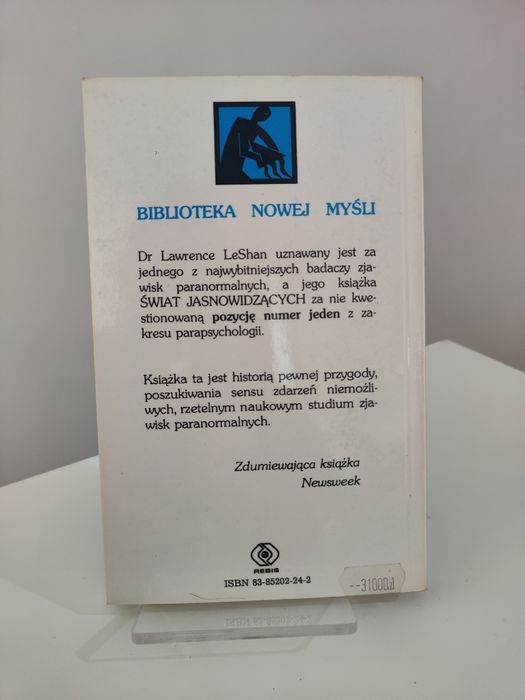 BIBLIOTEKA NOWEJ MYŚLI
Dr Lawrence LeShan uznawany jest za
jednego z najwybitniejszych badaczy zja-
wisk paranormalnych, a jego książka
ŚWIAT JASNOWIDZĄCYCH za nie kwe-
stionowaną pozycję numer jeden z za-
kresu parapsychologii.
Książka ta jest historią pewnej przygody,
poszukiwania sensu zdarzeń niemożli-
wych, rzetelnym naukowym studium zja-
wisk paranormalnych.
Zdumiewająca książka
Newsweek
REBIS
ISBN 83-85202-24-2
--31000zł